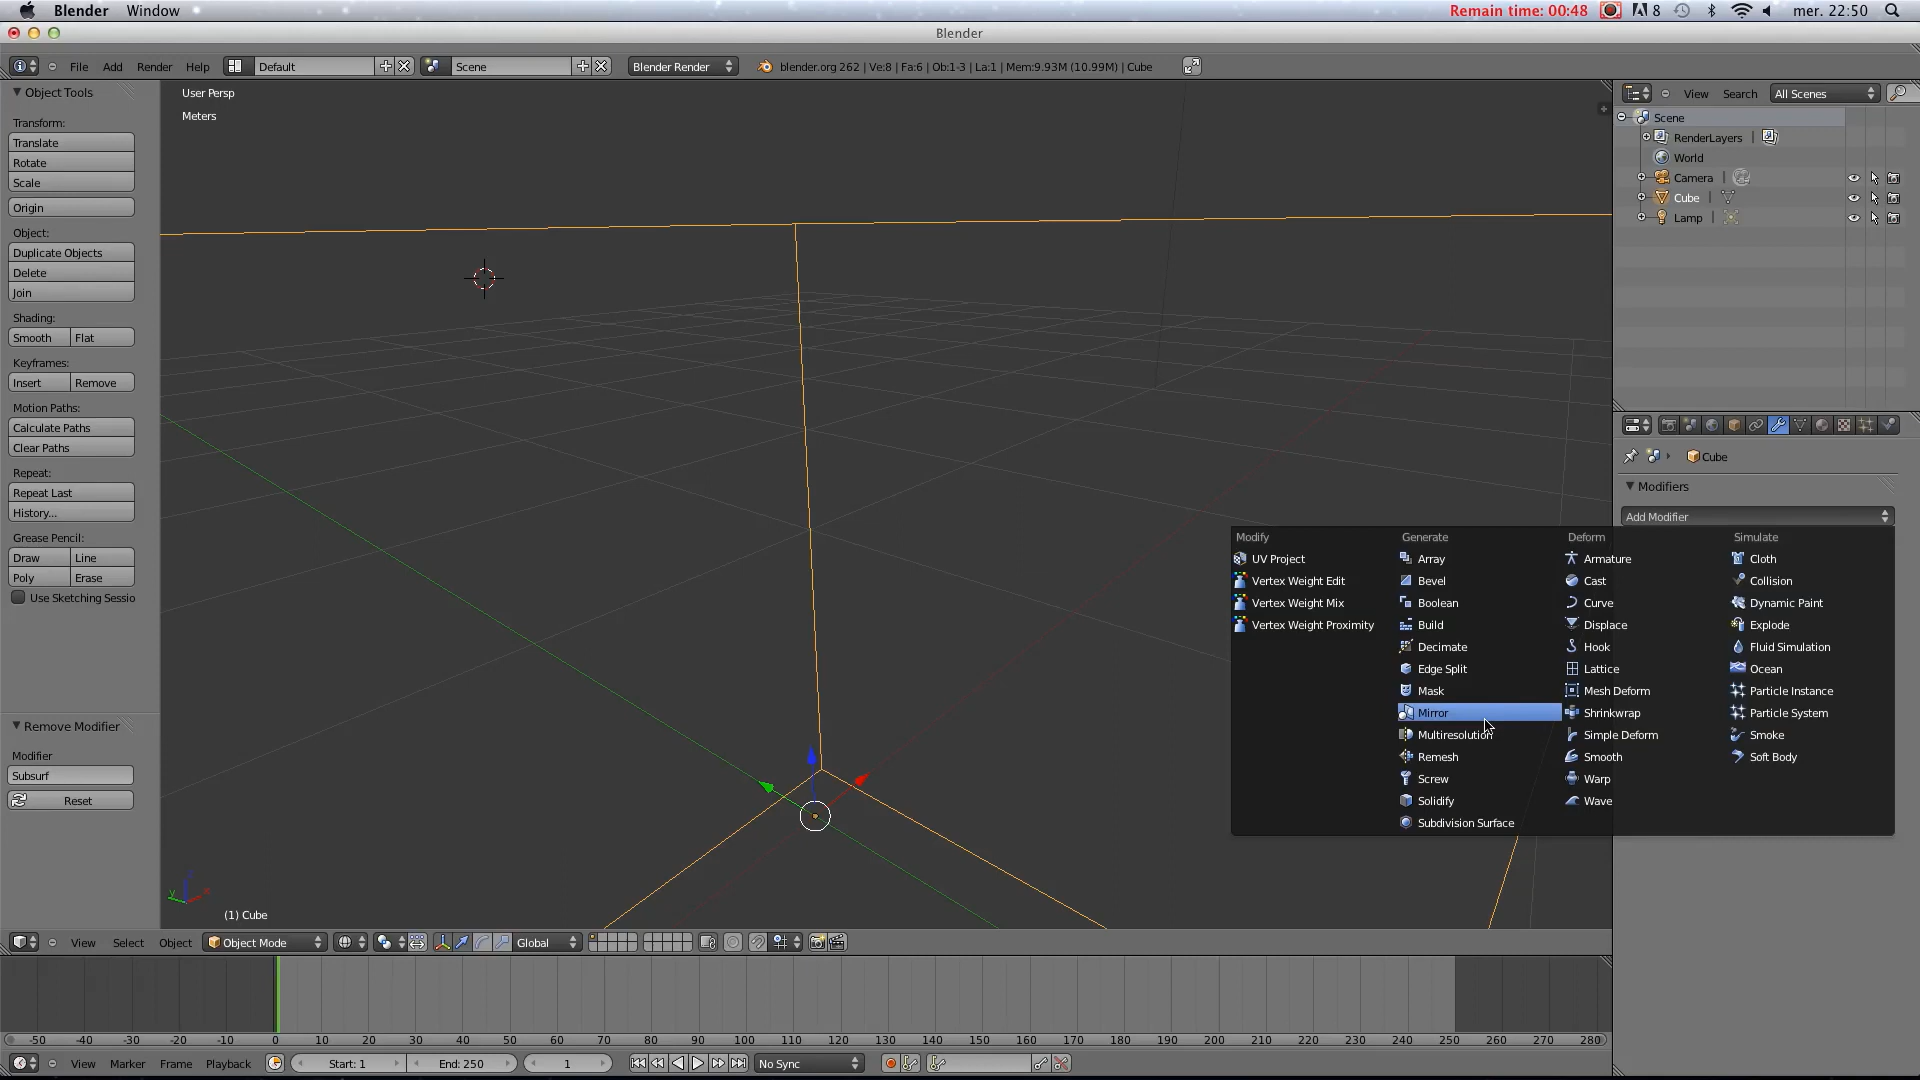 Blender Window
Remain time: 00:48 8 mer. 22:50
Blender
File Add Render Help Default Scene Blender Render blender.org 262 | Ve:8 | Fa:6 | Ob:1-3 | La:1 | Mem:9.93M (10.99M) | Cube
Object Tools
Transform:
Translate
Rotate
Scale
Origin
Object:
Duplicate Objects
Delete
Join
Shading:
Smooth Flat
Keyframes:
Insert Remove
Motion Paths:
Calculate Paths
Clear Paths
Repeat:
Repeat Last
History...
Grease Pencil:
Draw Line
Poly Erase
Use Sketching Sessio
Remove Modifier
Modifier
Subsurf
Reset
User Persp
Meters
(1) Cube
View Search All Scenes
Scene
RenderLayers |
World
Camera |
Cube |
Lamp |
Cube
Modifiers
Add Modifier
Modify Generate Deform Simulate
UV Project Array Armature Cloth
Vertex Weight Edit Bevel Cast Collision
Vertex Weight Mix Boolean Curve Dynamic Paint
Vertex Weight Proximity Build Displace Explode
Decimate Hook Fluid Simulation
Edge Split Lattice Ocean
Mask Mesh Deform Particle Instance
Mirror Shrinkwrap Particle System
Multiresolution Simple Deform Smoke
Remesh Smooth Soft Body
Screw Warp
Solidify Wave
Subdivision Surface
View Select Object Object Mode Global
-50 -40 -30 -20 -10 0 10 20 30 40 50 60 70 80 90 100 110 120 130 140 150 160 170 180 190 200 210 220 230 240 250 260 270 280
View Marker Frame Playback Start: 1 End: 250 1 No Sync